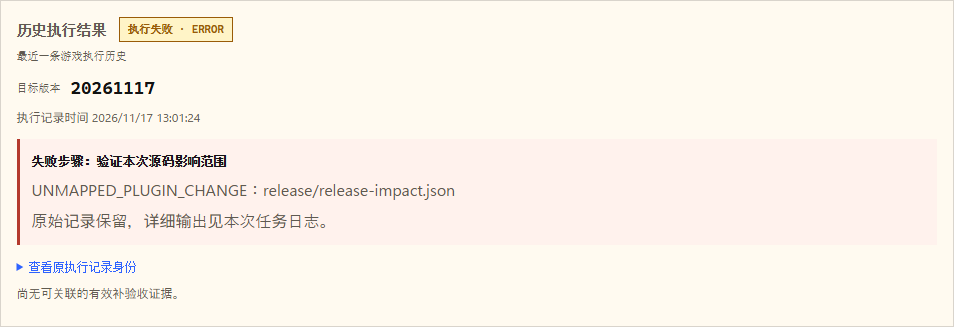 历史执行结果 执行失败 · ERROR
最近一条游戏执行历史
目标版本 20261117
执行记录时间 2026/11/17 13:01:24
失败步骤：验证本次源码影响范围
UNMAPPED_PLUGIN_CHANGE：release/release-impact.json
原始记录保留，详细输出见本次任务日志。
查看原执行记录身份
尚无可关联的有效补验收证据。